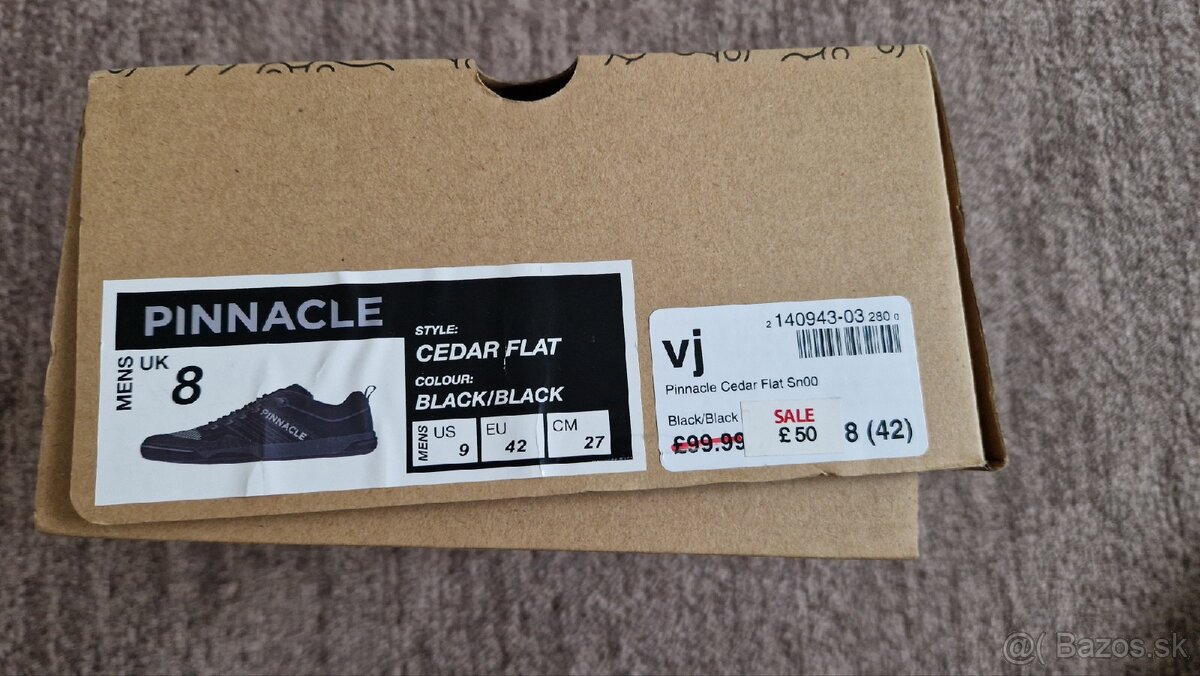 PINNACLE
MENS
UK 8
PINNACLE
STYLE:
CEDAR FLAT
COLOUR:
BLACK/BLACK
MENS
US 9
EU 42
CM 27
2 140943-03 280 0
vj
Pinnacle Cedar Flat Sn00
Black/Black
£99.99
SALE
£50
8 (42)
@( Bazos.sk